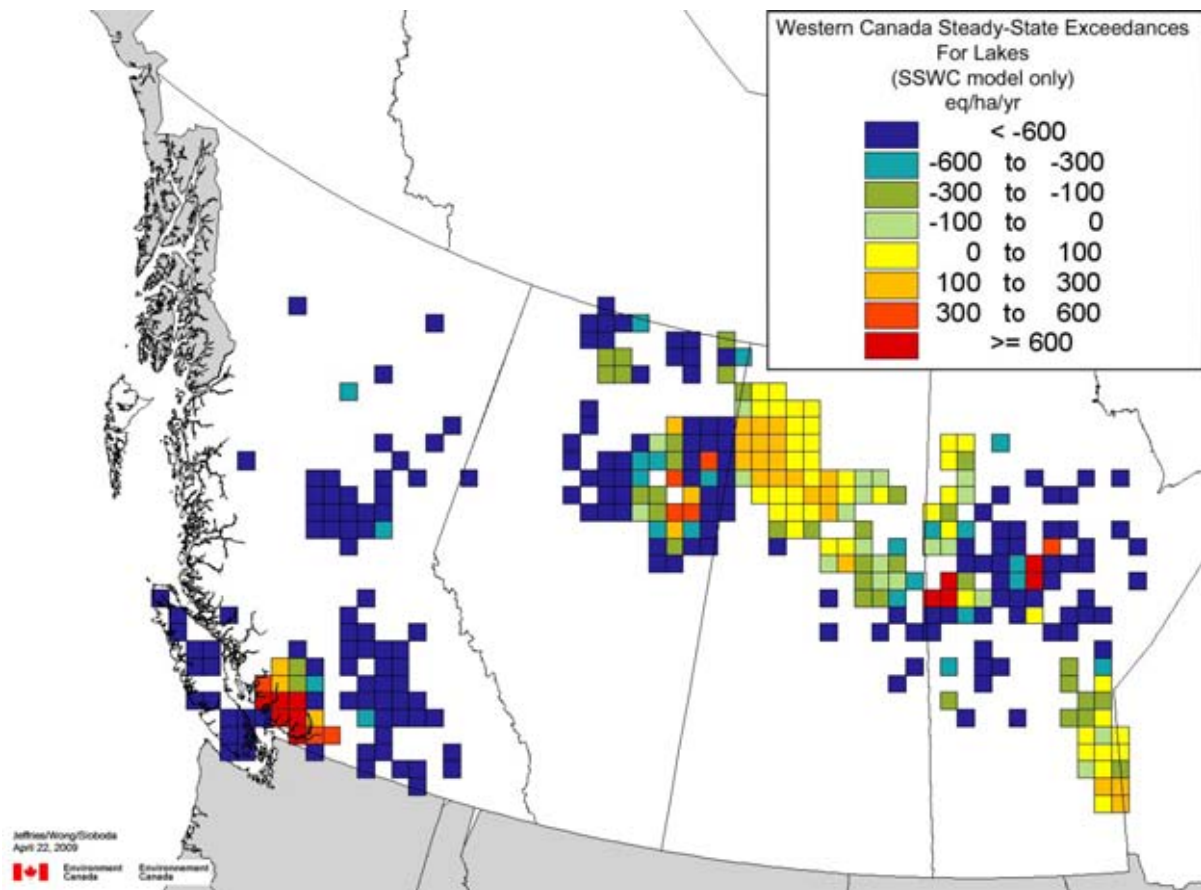 Western Canada Steady-State Exceedances
For Lakes
(SSWC model only)
eq/ha/yr
< -600
-600 to -300
-300 to -100
-100 to 0
0 to 100
100 to 300
300 to 600
>= 600
Jeffries/Wong/Sloboda
April 22, 2009
Environment Environnement
Canada Canada